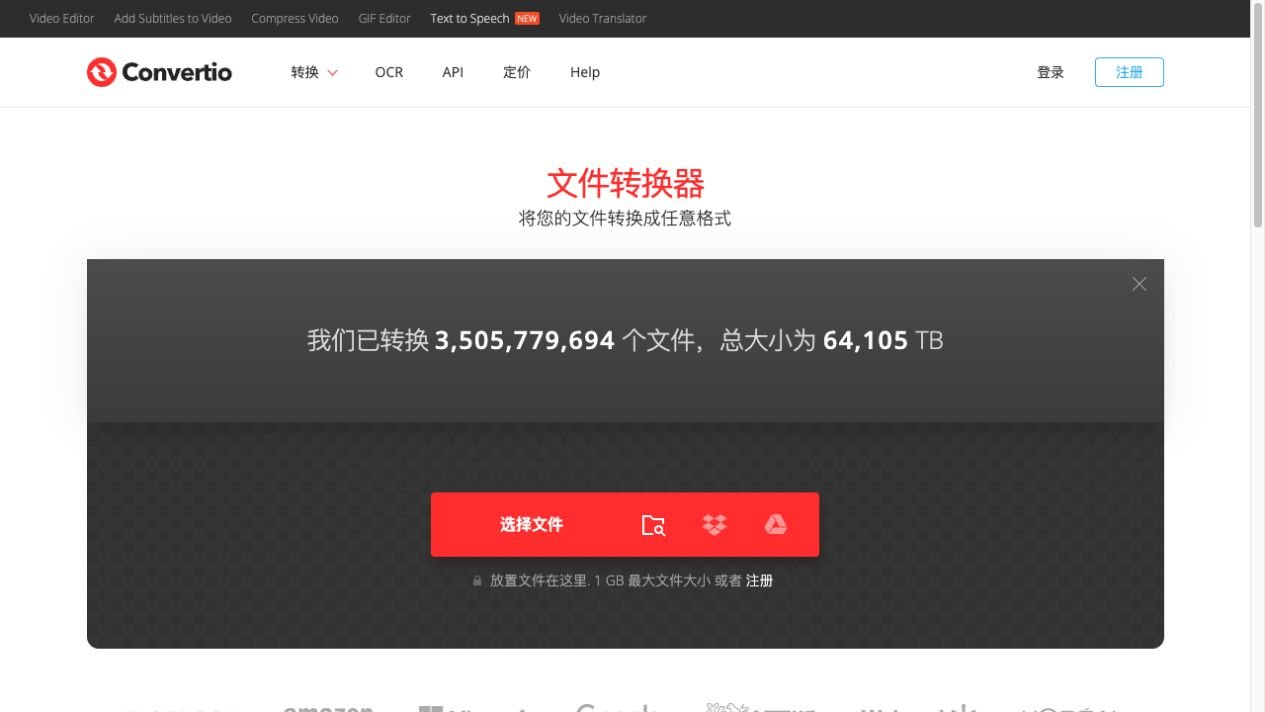 Video Editor Add Subtitles to Video Compress Video GIF Editor Text to Speech NEW Video Translator
Convertio 转换 OCR API 定价 Help 登录 注册
文件转换器
将您的文件转换成任意格式
我们已转换 3,505,779,694 个文件，总大小为 64,105 TB
选择文件
放置文件在这里. 1 GB 最大文件大小 或者 注册
amazon